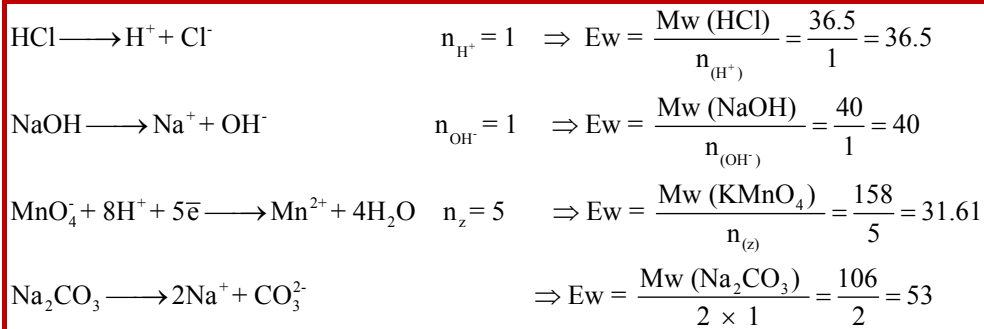 HCl ⟶ H⁺ + Cl⁻ n_H⁺ = 1 ⇒ Ew = Mw (HCl) / n_(H⁺) = 36.5 / 1 = 36.5
NaOH ⟶ Na⁺ + OH⁻ n_OH⁻ = 1 ⇒ Ew = Mw (NaOH) / n_(OH⁻) = 40 / 1 = 40
MnO₄⁻ + 8H⁺ + 5e̅ ⟶ Mn²⁺ + 4H₂O n_z = 5 ⇒ Ew = Mw (KMnO₄) / n_(z) = 158 / 5 = 31.61
Na₂CO₃ ⟶ 2Na⁺ + CO₃²⁻ ⇒ Ew = Mw (Na₂CO₃) / 2 × 1 = 106 / 2 = 53